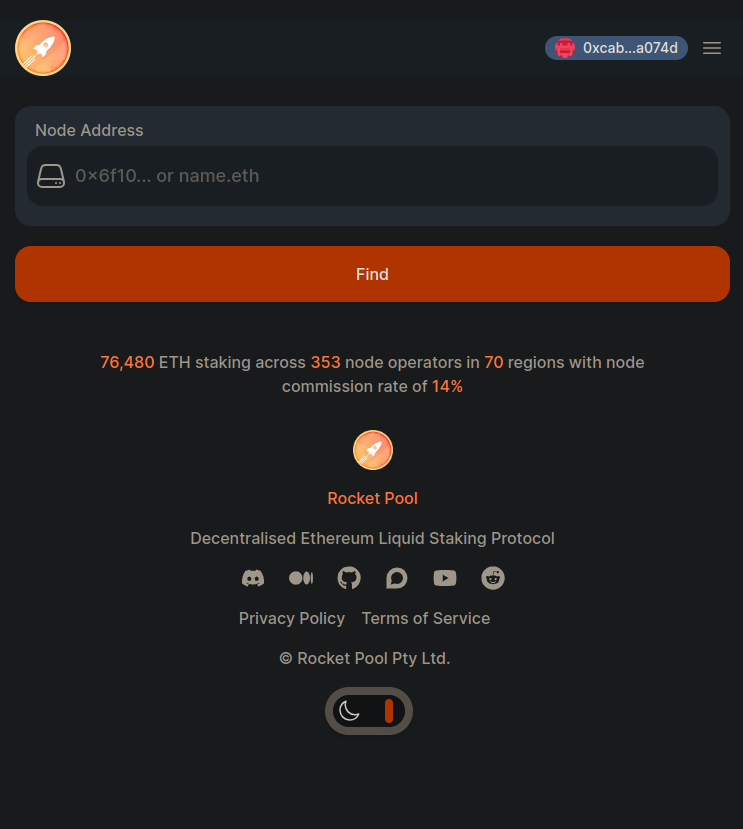 0xcab...a074d
Node Address
0×6f10... or name.eth
Find
76,480 ETH staking across 353 node operators in 70 regions with node
commission rate of 14%
Rocket Pool
Decentralised Ethereum Liquid Staking Protocol
Privacy Policy Terms of Service
© Rocket Pool Pty Ltd.